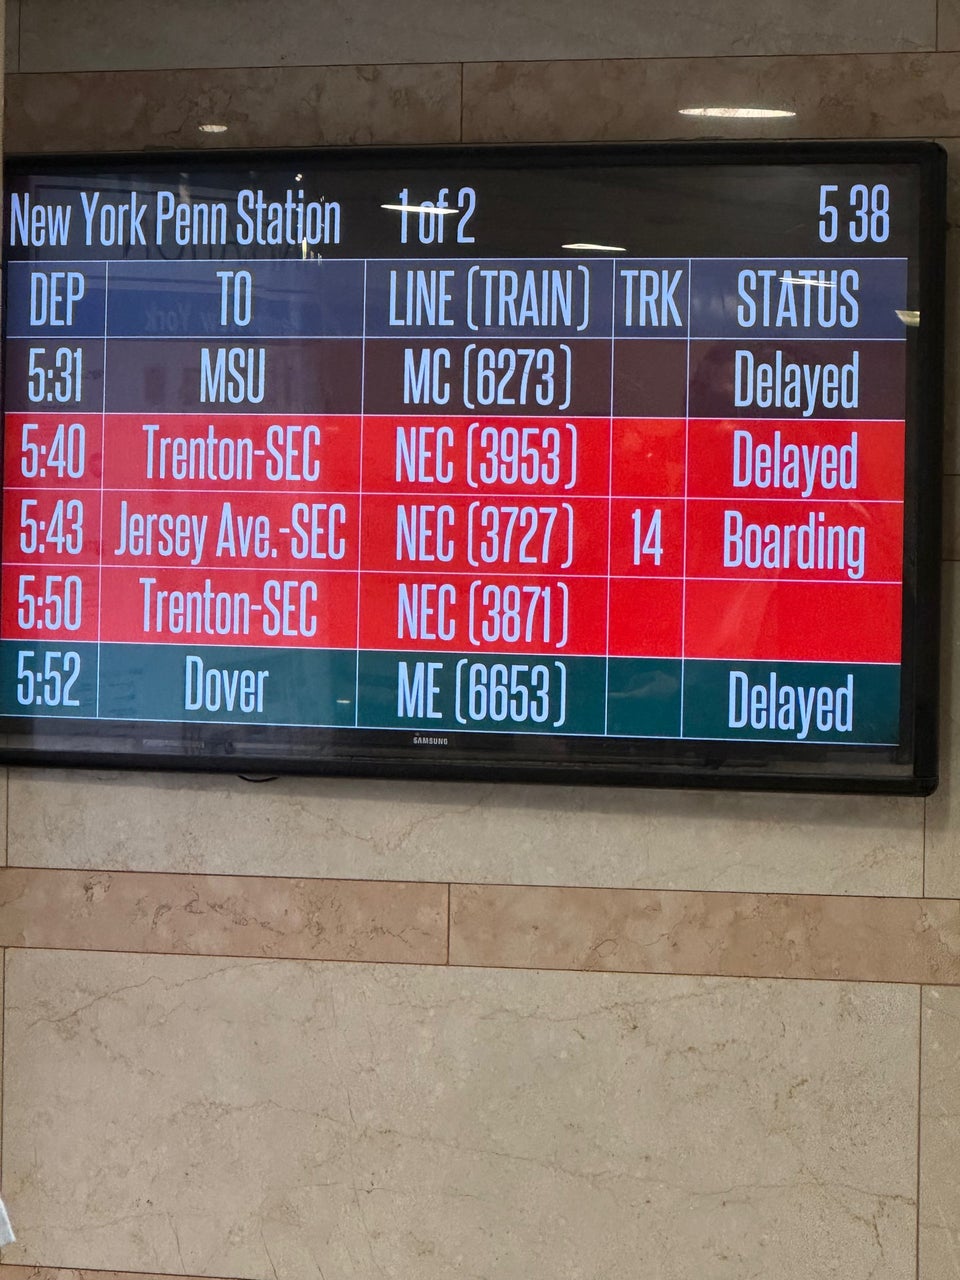 New York Penn Station 1 of 2 5 38
DEP TO LINE (TRAIN) TRK STATUS
5:31 MSU MC (6273) Delayed
5:40 Trenton-SEC NEC (3953) Delayed
5:43 Jersey Ave.-SEC NEC (3727) 14 Boarding
5:50 Trenton-SEC NEC (3871)
5:52 Dover ME (6653) Delayed
SAMSUNG